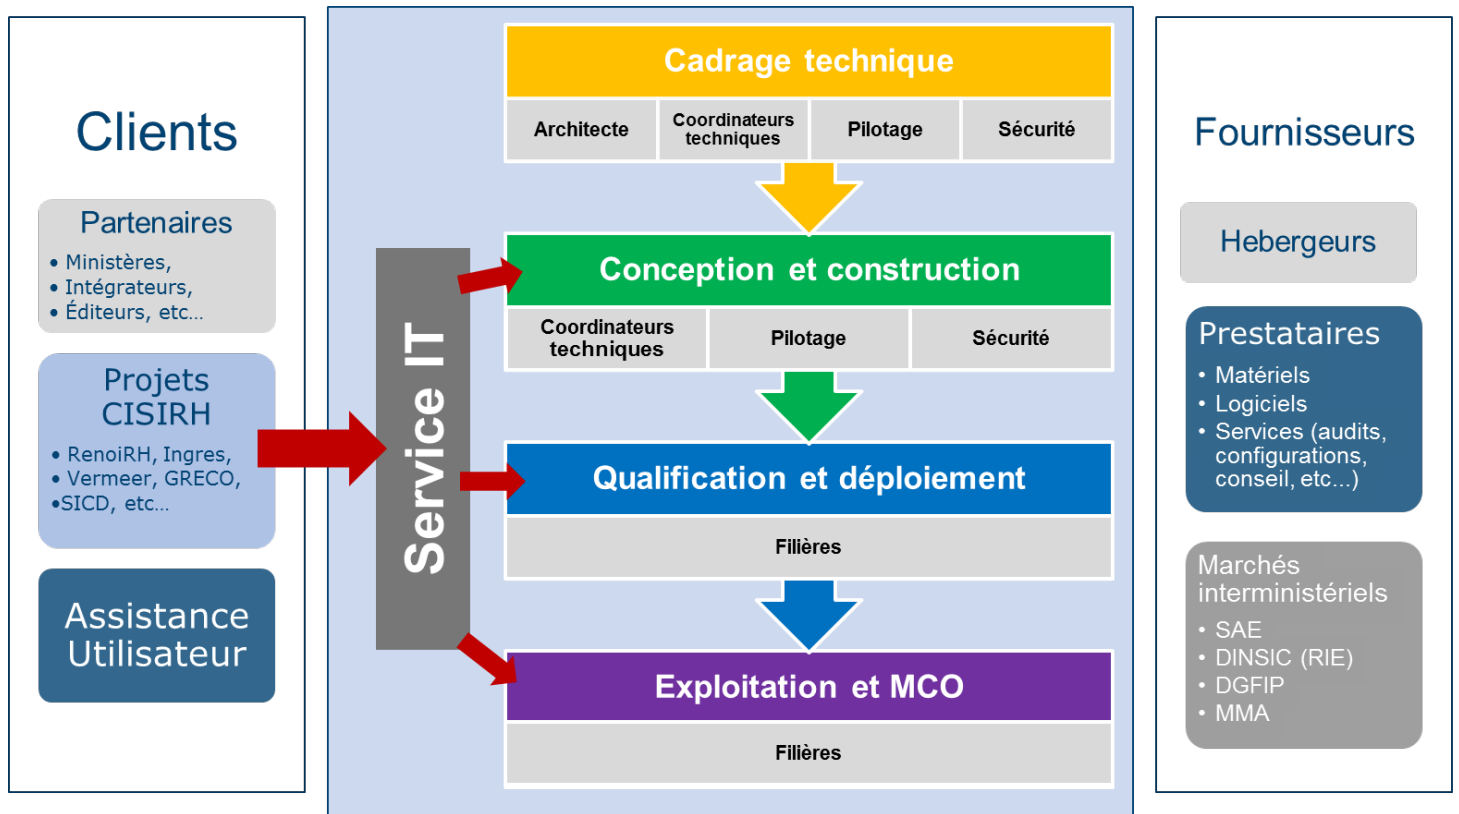 Clients
Partenaires
• Ministères,
• Intégrateurs,
• Éditeurs, etc…
Projets
CISIRH
• RenoiRH, Ingres,
• Vermeer, GRECO,
•SICD, etc…
Assistance
Utilisateur
Service IT
Cadrage technique
Architecte
Coordinateurs
techniques
Pilotage
Sécurité
Conception et construction
Coordinateurs
techniques
Pilotage
Sécurité
Qualification et déploiement
Filières
Exploitation et MCO
Filières
Fournisseurs
Hebergeurs
Prestataires
• Matériels
• Logiciels
• Services (audits,
configurations,
conseil, etc...)
Marchés
interministériels
• SAE
• DINSIC (RIE)
• DGFIP
• MMA